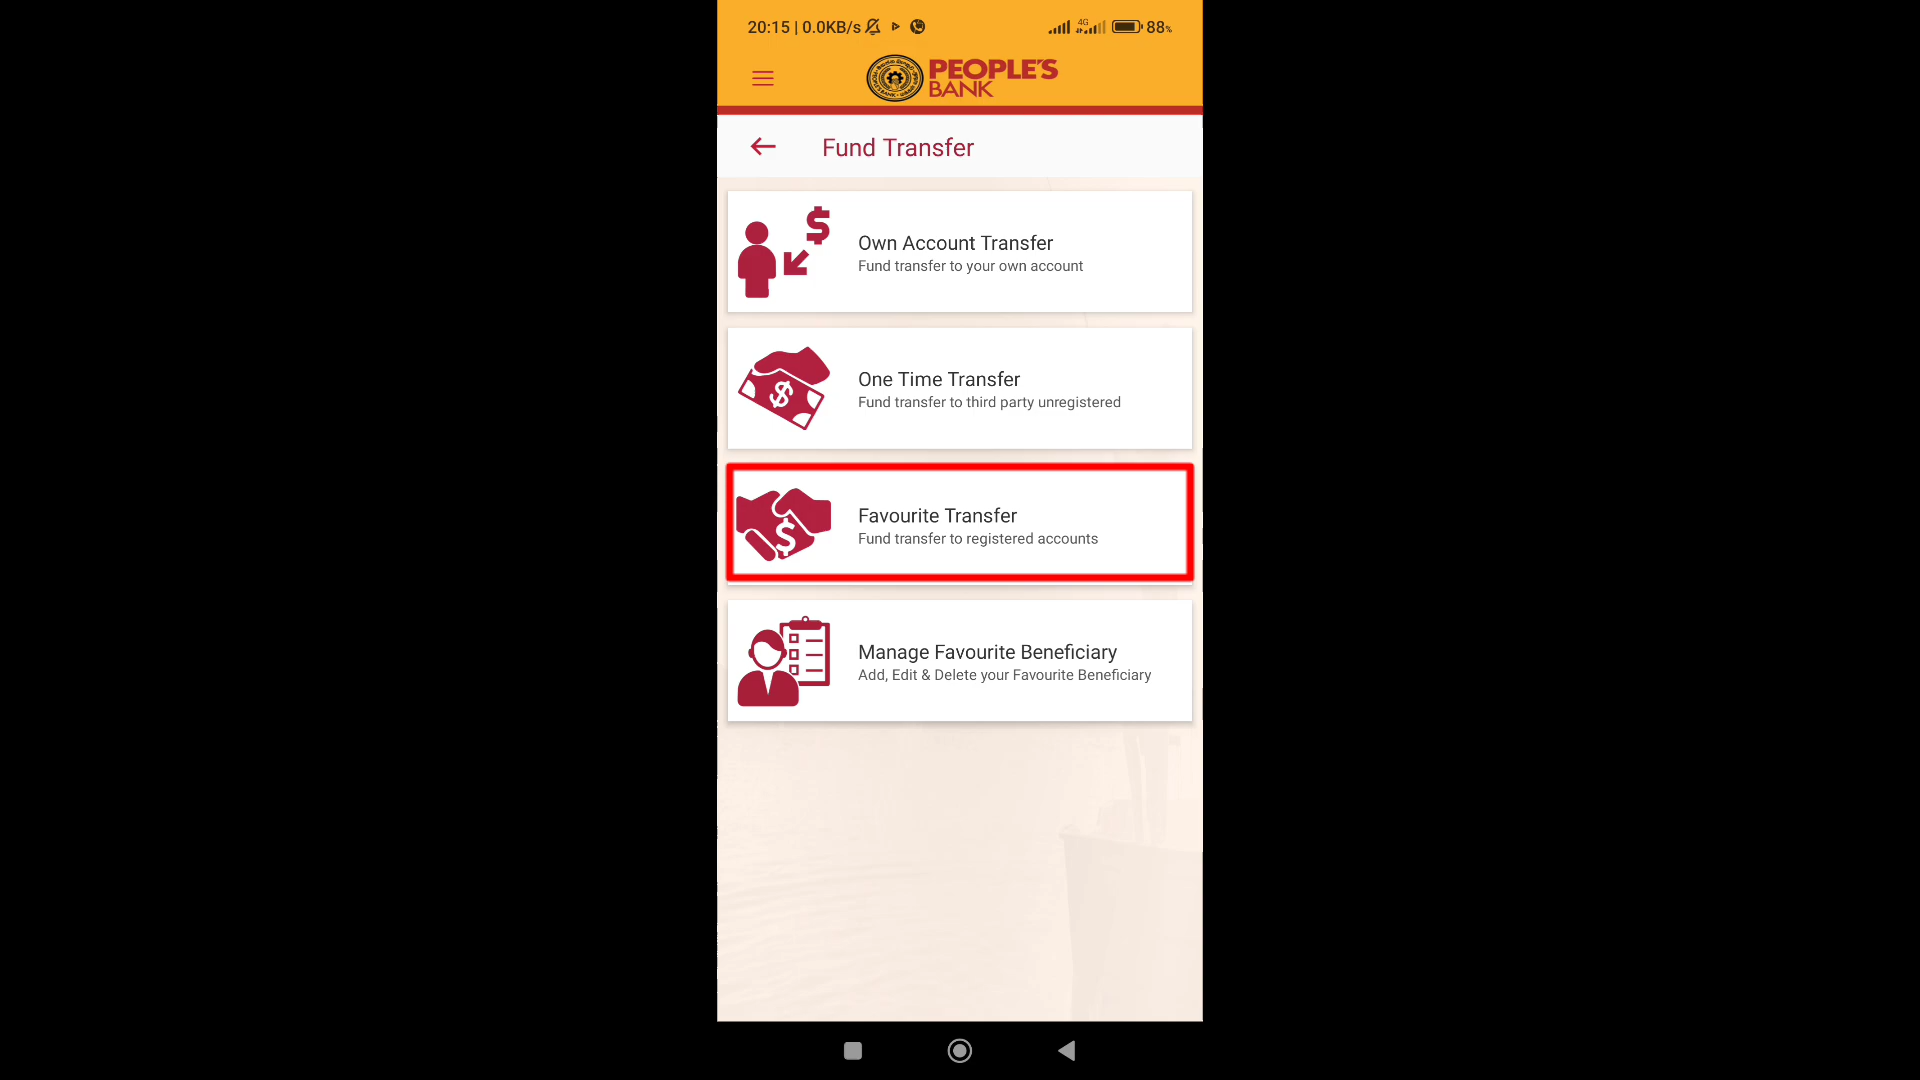 20:15 | 0.0KB/s
4G
88%
PEOPLE'S
BANK
Fund Transfer
Own Account Transfer
Fund transfer to your own account
One Time Transfer
Fund transfer to third party unregistered
Favourite Transfer
Fund transfer to registered accounts
Manage Favourite Beneficiary
Add, Edit & Delete your Favourite Beneficiary